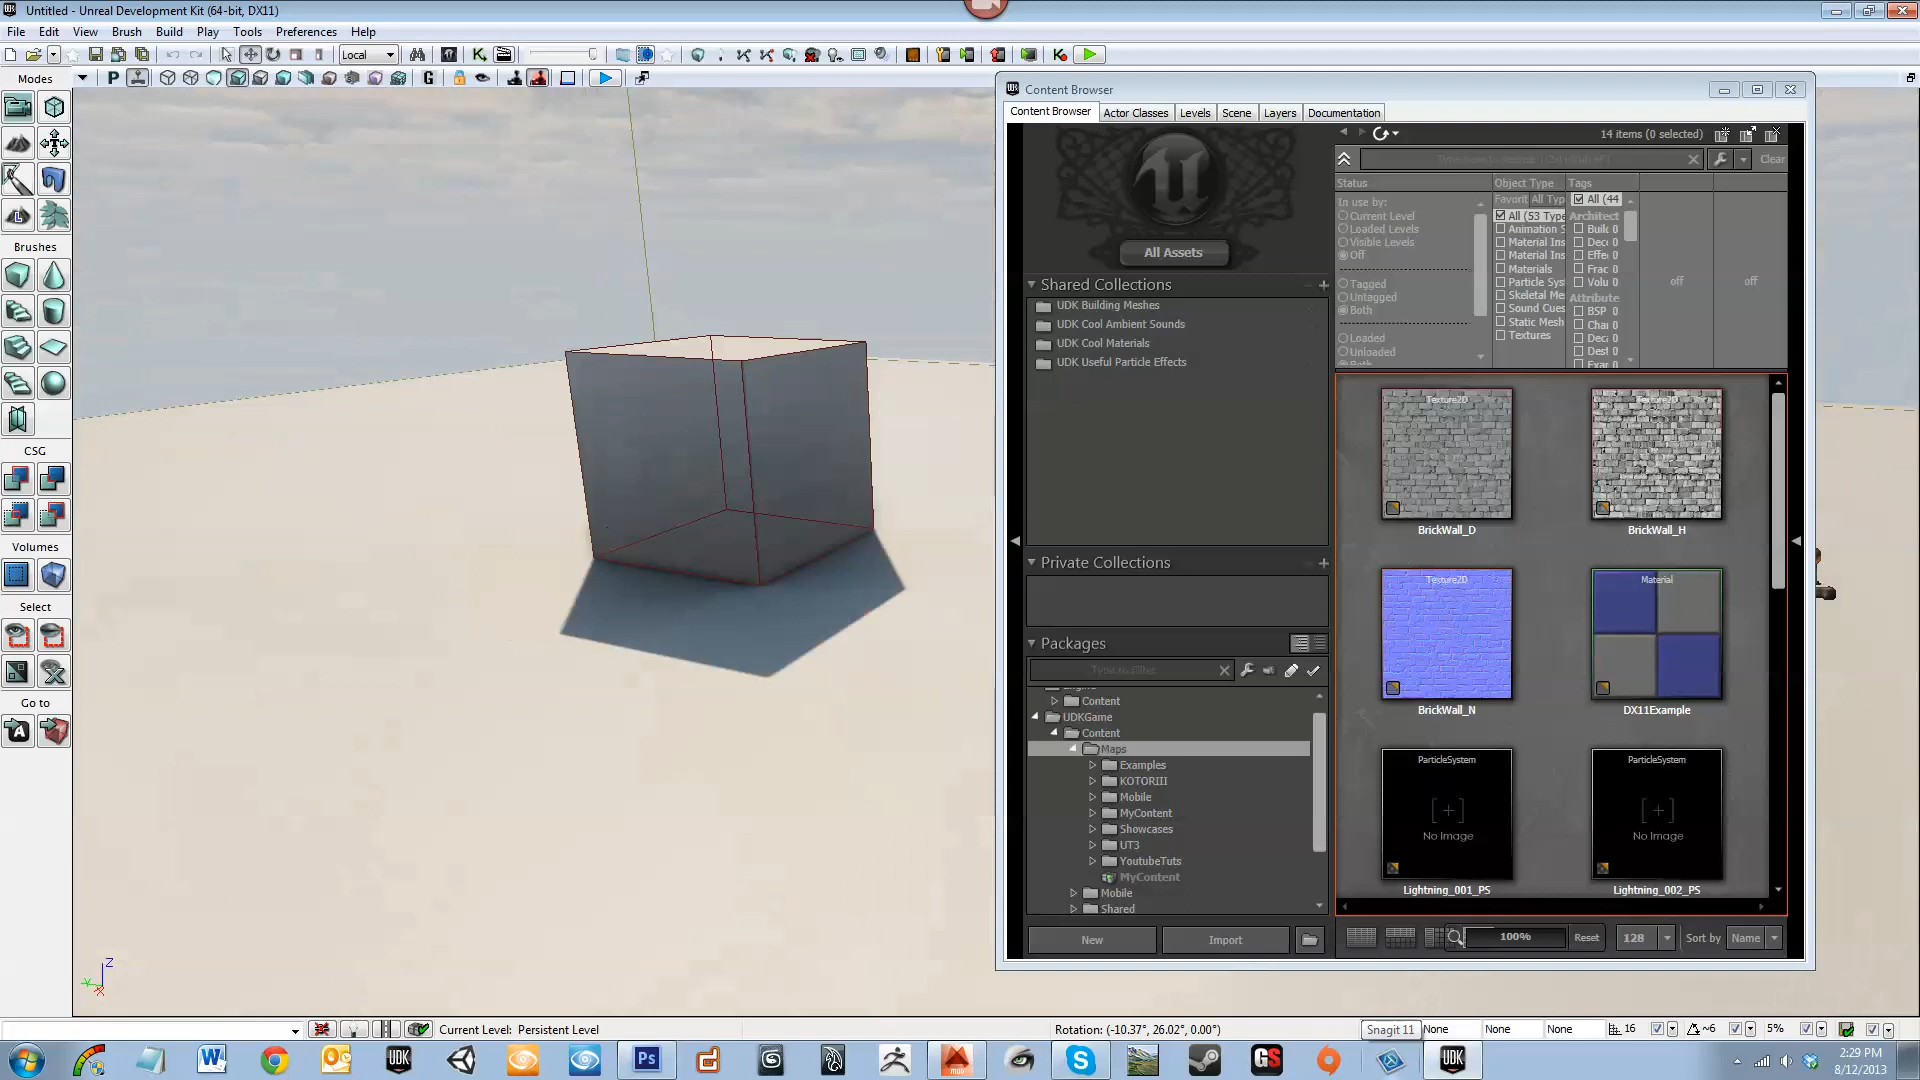 Untitled - Unreal Development Kit (64-bit, DX11)
File Edit View Brush Build Play Tools Preferences Help
Local
Modes
P
G
Brushes
CSG
Volumes
Select
Go to
Content Browser
Content Browser Actor Classes Levels Scene Layers Documentation
14 items (0 selected)
Clear
All Assets
Status
In use by:
Current Level
Loaded Levels
Visible Levels
Off
Tagged
Untagged
Both
Loaded
Unloaded
Object Type
Favorit All Typ
All (53 Type
Animation S
Material Ins
Material Ins
Materials
Particle Sys
Skeletal Me
Sound Cues
Static Mesh
Textures
Tags
All (44
Architect
Builc 0
Deco 0
Effe 0
Frac 0
Volu 0
Attribute
BSP 0
Chai 0
Deca 0
Dest 0
off
off
Shared Collections
UDK Building Meshes
UDK Cool Ambient Sounds
UDK Cool Materials
UDK Useful Particle Effects
Private Collections
Packages
Type to Filter
Content
UDKGame
Content
Maps
Examples
KOTORIII
Mobile
MyContent
Showcases
UT3
YoutubeTuts
MyContent
Mobile
Shared
New Import
Texture2D
BrickWall_D
Texture2D
BrickWall_H
Texture2D
BrickWall_N
Material
DX11Example
ParticleSystem
[+]
No Image
Lightning_001_PS
ParticleSystem
[+]
No Image
Lightning_002_PS
100% Reset 128 Sort by Name
Z
Y
X
Current Level: Persistent Level
Rotation: (-10.37°, 26.02°, 0.00°)
Snagit 11
None None None
16
~6
5%
2:29 PM
8/12/2013